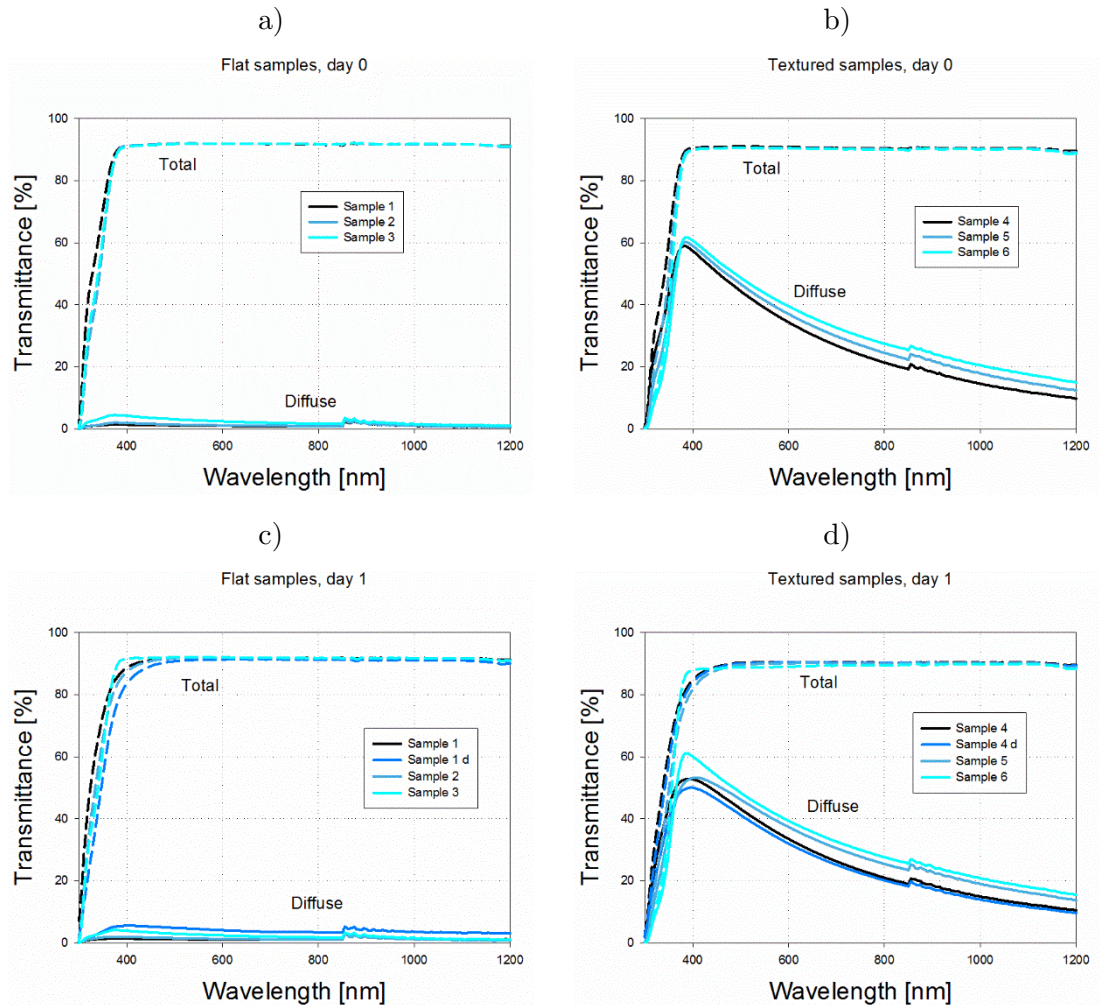 a)
Flat samples, day 0
Transmittance [%]
100
80
60
40
20
0
Total
Sample 1
Sample 2
Sample 3
Diffuse
400 600 800 1000 1200
Wavelength [nm]
b)
Textured samples, day 0
Transmittance [%]
100
80
60
40
20
0
Total
Sample 4
Sample 5
Sample 6
Diffuse
400 600 800 1000 1200
Wavelength [nm]
c)
Flat samples, day 1
Transmittance [%]
100
80
60
40
20
0
Total
Sample 1
Sample 1 d
Sample 2
Sample 3
Diffuse
400 600 800 1000 1200
Wavelength [nm]
d)
Textured samples, day 1
Transmittance [%]
100
80
60
40
20
0
Total
Sample 4
Sample 4 d
Sample 5
Sample 6
Diffuse
400 600 800 1000 1200
Wavelength [nm]